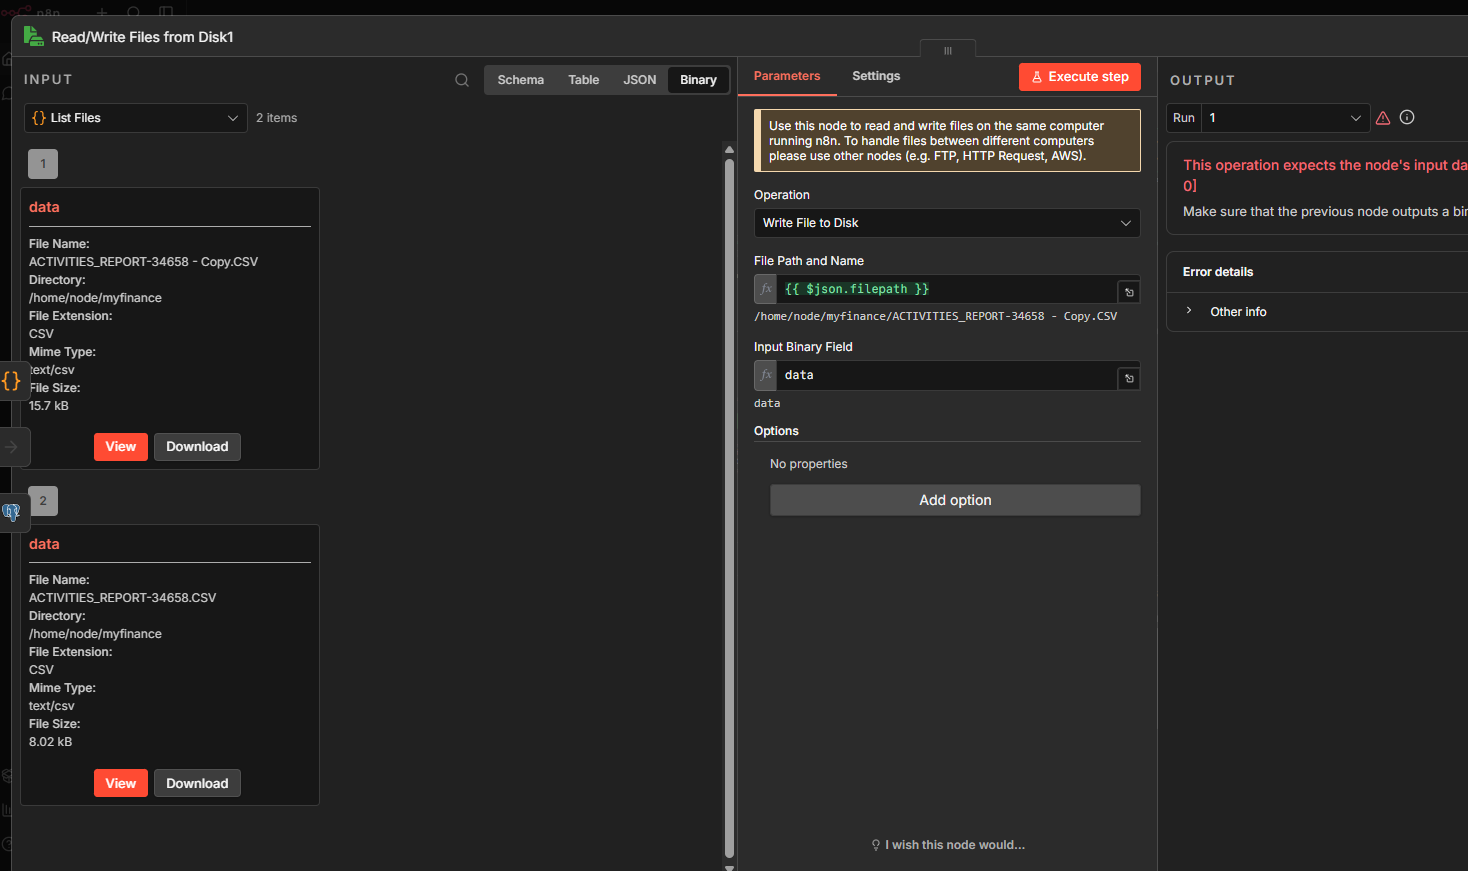 n8n
Read/Write Files from Disk1
INPUT
Schema
Table
JSON
Binary
{} List Files
2 items
1
data
File Name:
ACTIVITIES_REPORT-34658 - Copy.CSV
Directory:
/home/node/myfinance
File Extension:
CSV
Mime Type:
text/csv
File Size:
15.7 kB
View
Download
2
data
File Name:
ACTIVITIES_REPORT-34658.CSV
Directory:
/home/node/myfinance
File Extension:
CSV
Mime Type:
text/csv
File Size:
8.02 kB
View
Download
Parameters
Settings
Execute step
Use this node to read and write files on the same computer
running n8n. To handle files between different computers
please use other nodes (e.g. FTP, HTTP Request, AWS).
Operation
Write File to Disk
File Path and Name
fx {{ $json.filepath }}
/home/node/myfinance/ACTIVITIES_REPORT-34658 - Copy.CSV
Input Binary Field
fx data
data
Options
No properties
Add option
I wish this node would...
OUTPUT
Run 1
This operation expects the node's input da
0]
Make sure that the previous node outputs a bin
Error details
Other info